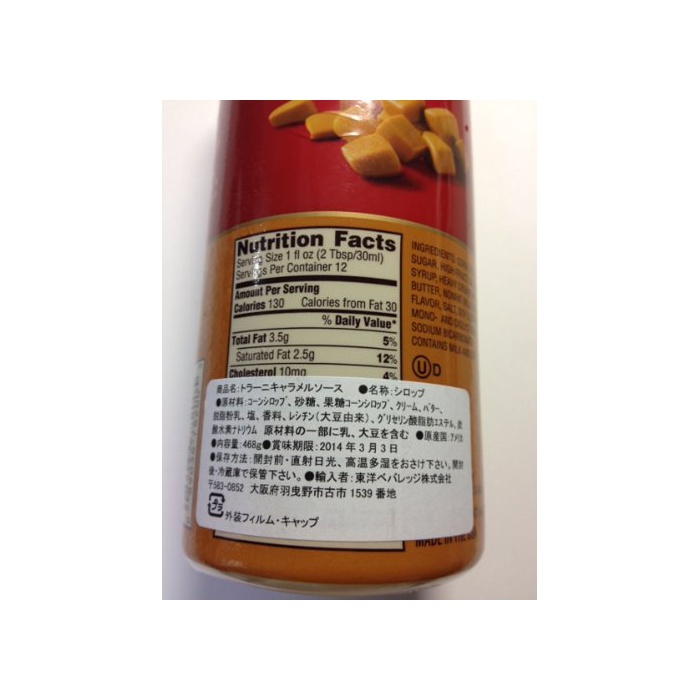 Nutrition Facts
Serving Size 1 fl oz (2 Tbsp/30ml)
Servings Per Container 12
Amount Per Serving
Calories 130 Calories from Fat 30
% Daily Value*
Total Fat 3.5g 5%
Saturated Fat 2.5g 12%
Cholesterol 10mg 4%
INGREDIENTS:
SUGAR, HIGH
SYRUP, HEAVY
BUTTER, NONFAT
FLAVOR, SALT,
MONO- AND
SODIUM
CONTAINS MILK
U D
商品名:トラーニキャラメルソース ●名称:シロップ
●原材料:コーンシロップ、砂糖、果糖コーンシロップ、クリーム、バター、
脱脂粉乳、塩、香料、レシチン(大豆由来)、グリセリン酸脂肪エステル、炭
酸水素ナトリウム 原材料の一部に乳、大豆を含む ●原産国:アメリカ
●内容量:468g●賞味期限:2014 年 3 月 3 日
●保存方法:開封前・直射日光、高温多湿をおさけ下さい。開封
後・冷蔵庫で保管下さい。 ●輸入者:東洋ベバレッジ株式会社
〒583-0852 大阪府羽曳野市古市 1539 番地
プラ
外装フィルム・キャップ
MADE IN THE